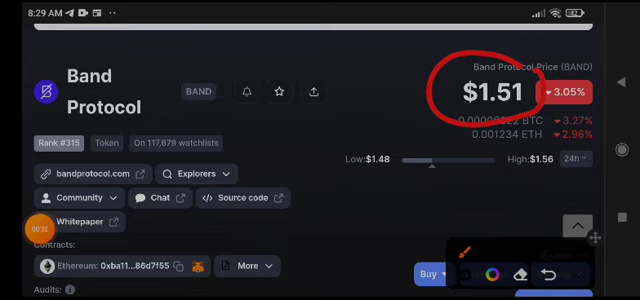 8:29 AM
Band Protocol Price (BAND)
Band
Protocol
BAND
$1.51
3.05%
BTC
3.27%
0.001234 ETH
2.96%
Rank #315
Token
On 117,879 watchlists
Low:$1.48
High:$1.56
24h
bandprotocol.com
Explorers
Community
Chat
Source code
Whitepaper
Contracts:
Ethereum: 0xba11...86d7f55
More
Buy
Audits: